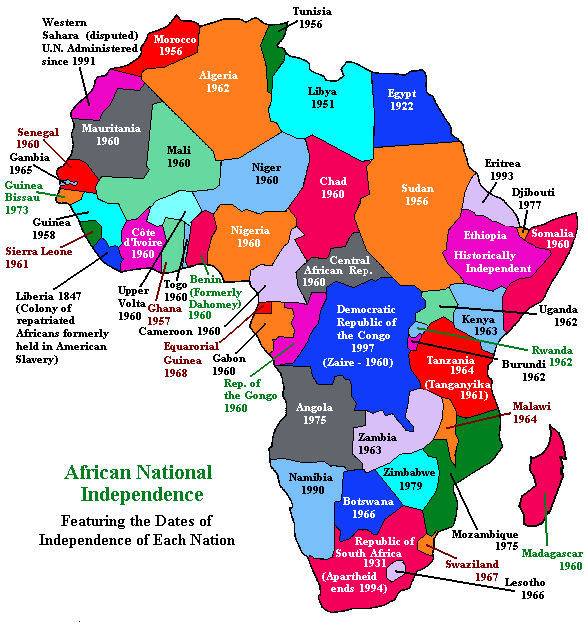 Western
Sahara (disputed)
U.N. Administered
since 1991
Morocco
1956
Tunisia
1956
Algeria
1962
Libya
1951
Egypt
1922
Mauritania
1960
Mali
1960
Niger
1960
Chad
1960
Sudan
1956
Eritrea
1993
Djibouti
1977
Somalia
1960
Ethiopia
Historically
Independent
Senegal
1960
Gambia
1965
Guinea
Bissau
1973
Guinea
1958
Sierra Leone
1961
Liberia 1847
(Colony of
repatriated
Africans formerly
held in American
Slavery)
Côte
d'Ivoire
1960
Upper
Volta
1960
Ghana
1957
Togo
1960
Benin
(Formerly
Dahomey)
1960
Nigeria
1960
Cameroon 1960
Central
African Rep.
1960
Equarorial
Guinea
1968
Gabon
1960
Rep. of
the Gongo
1960
Democratic
Republic of
the Congo
1997
(Zaire - 1960)
Uganda
1962
Kenya
1963
Rwanda
1962
Burundi
1962
Tanzania
1964
(Tanganyika
1961)
Malawi
1964
Angola
1975
Zambia
1963
Zimbabwe
1979
Namibia
1990
Botswana
1966
Mozambique
1975
Madagascar
1960
Republic of
South Africa
1931
(Apartheid
ends 1994)
Swaziland
1967
Lesotho
1966
African National
Independence
Featuring the Dates of
Independence of Each Nation